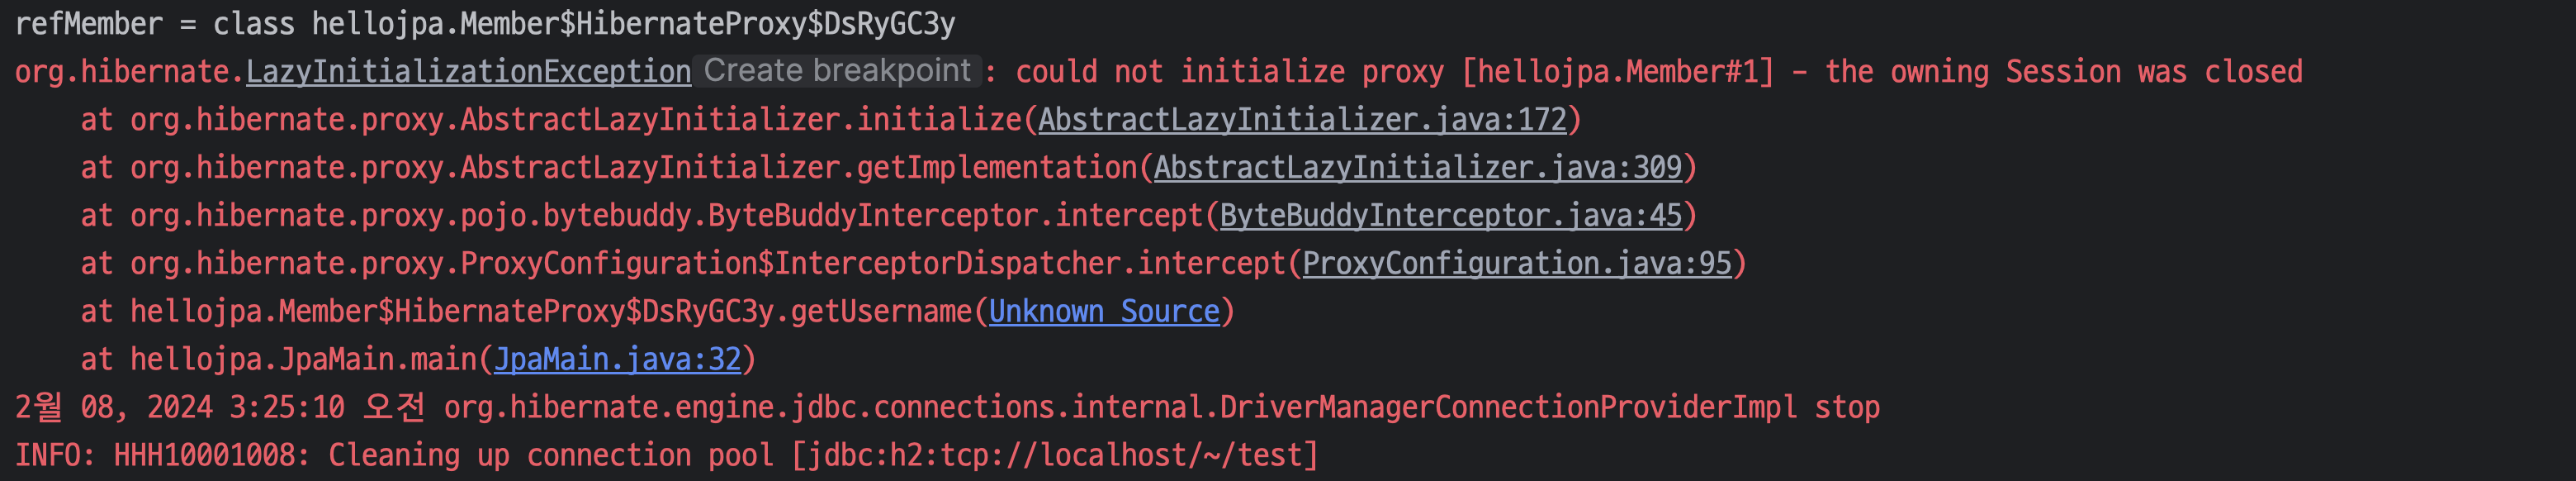 refMember = class hellojpa.Member$HibernateProxy$DsRyGC3y
org.hibernate.LazyInitializationException Create breakpoint : could not initialize proxy [hellojpa.Member#1] – the owning Session was closed
at org.hibernate.proxy.AbstractLazyInitializer.initialize(AbstractLazyInitializer.java:172)
at org.hibernate.proxy.AbstractLazyInitializer.getImplementation(AbstractLazyInitializer.java:309)
at org.hibernate.proxy.pojo.bytebuddy.ByteBuddyInterceptor.intercept(ByteBuddyInterceptor.java:45)
at org.hibernate.proxy.ProxyConfiguration$InterceptorDispatcher.intercept(ProxyConfiguration.java:95)
at hellojpa.Member$HibernateProxy$DsRyGC3y.getUsername(Unknown Source)
at hellojpa.JpaMain.main(JpaMain.java:32)
2월 08, 2024 3:25:10 오전 org.hibernate.engine.jdbc.connections.internal.DriverManagerConnectionProviderImpl stop
INFO: HHH10001008: Cleaning up connection pool [jdbc:h2:tcp://localhost/~/test]